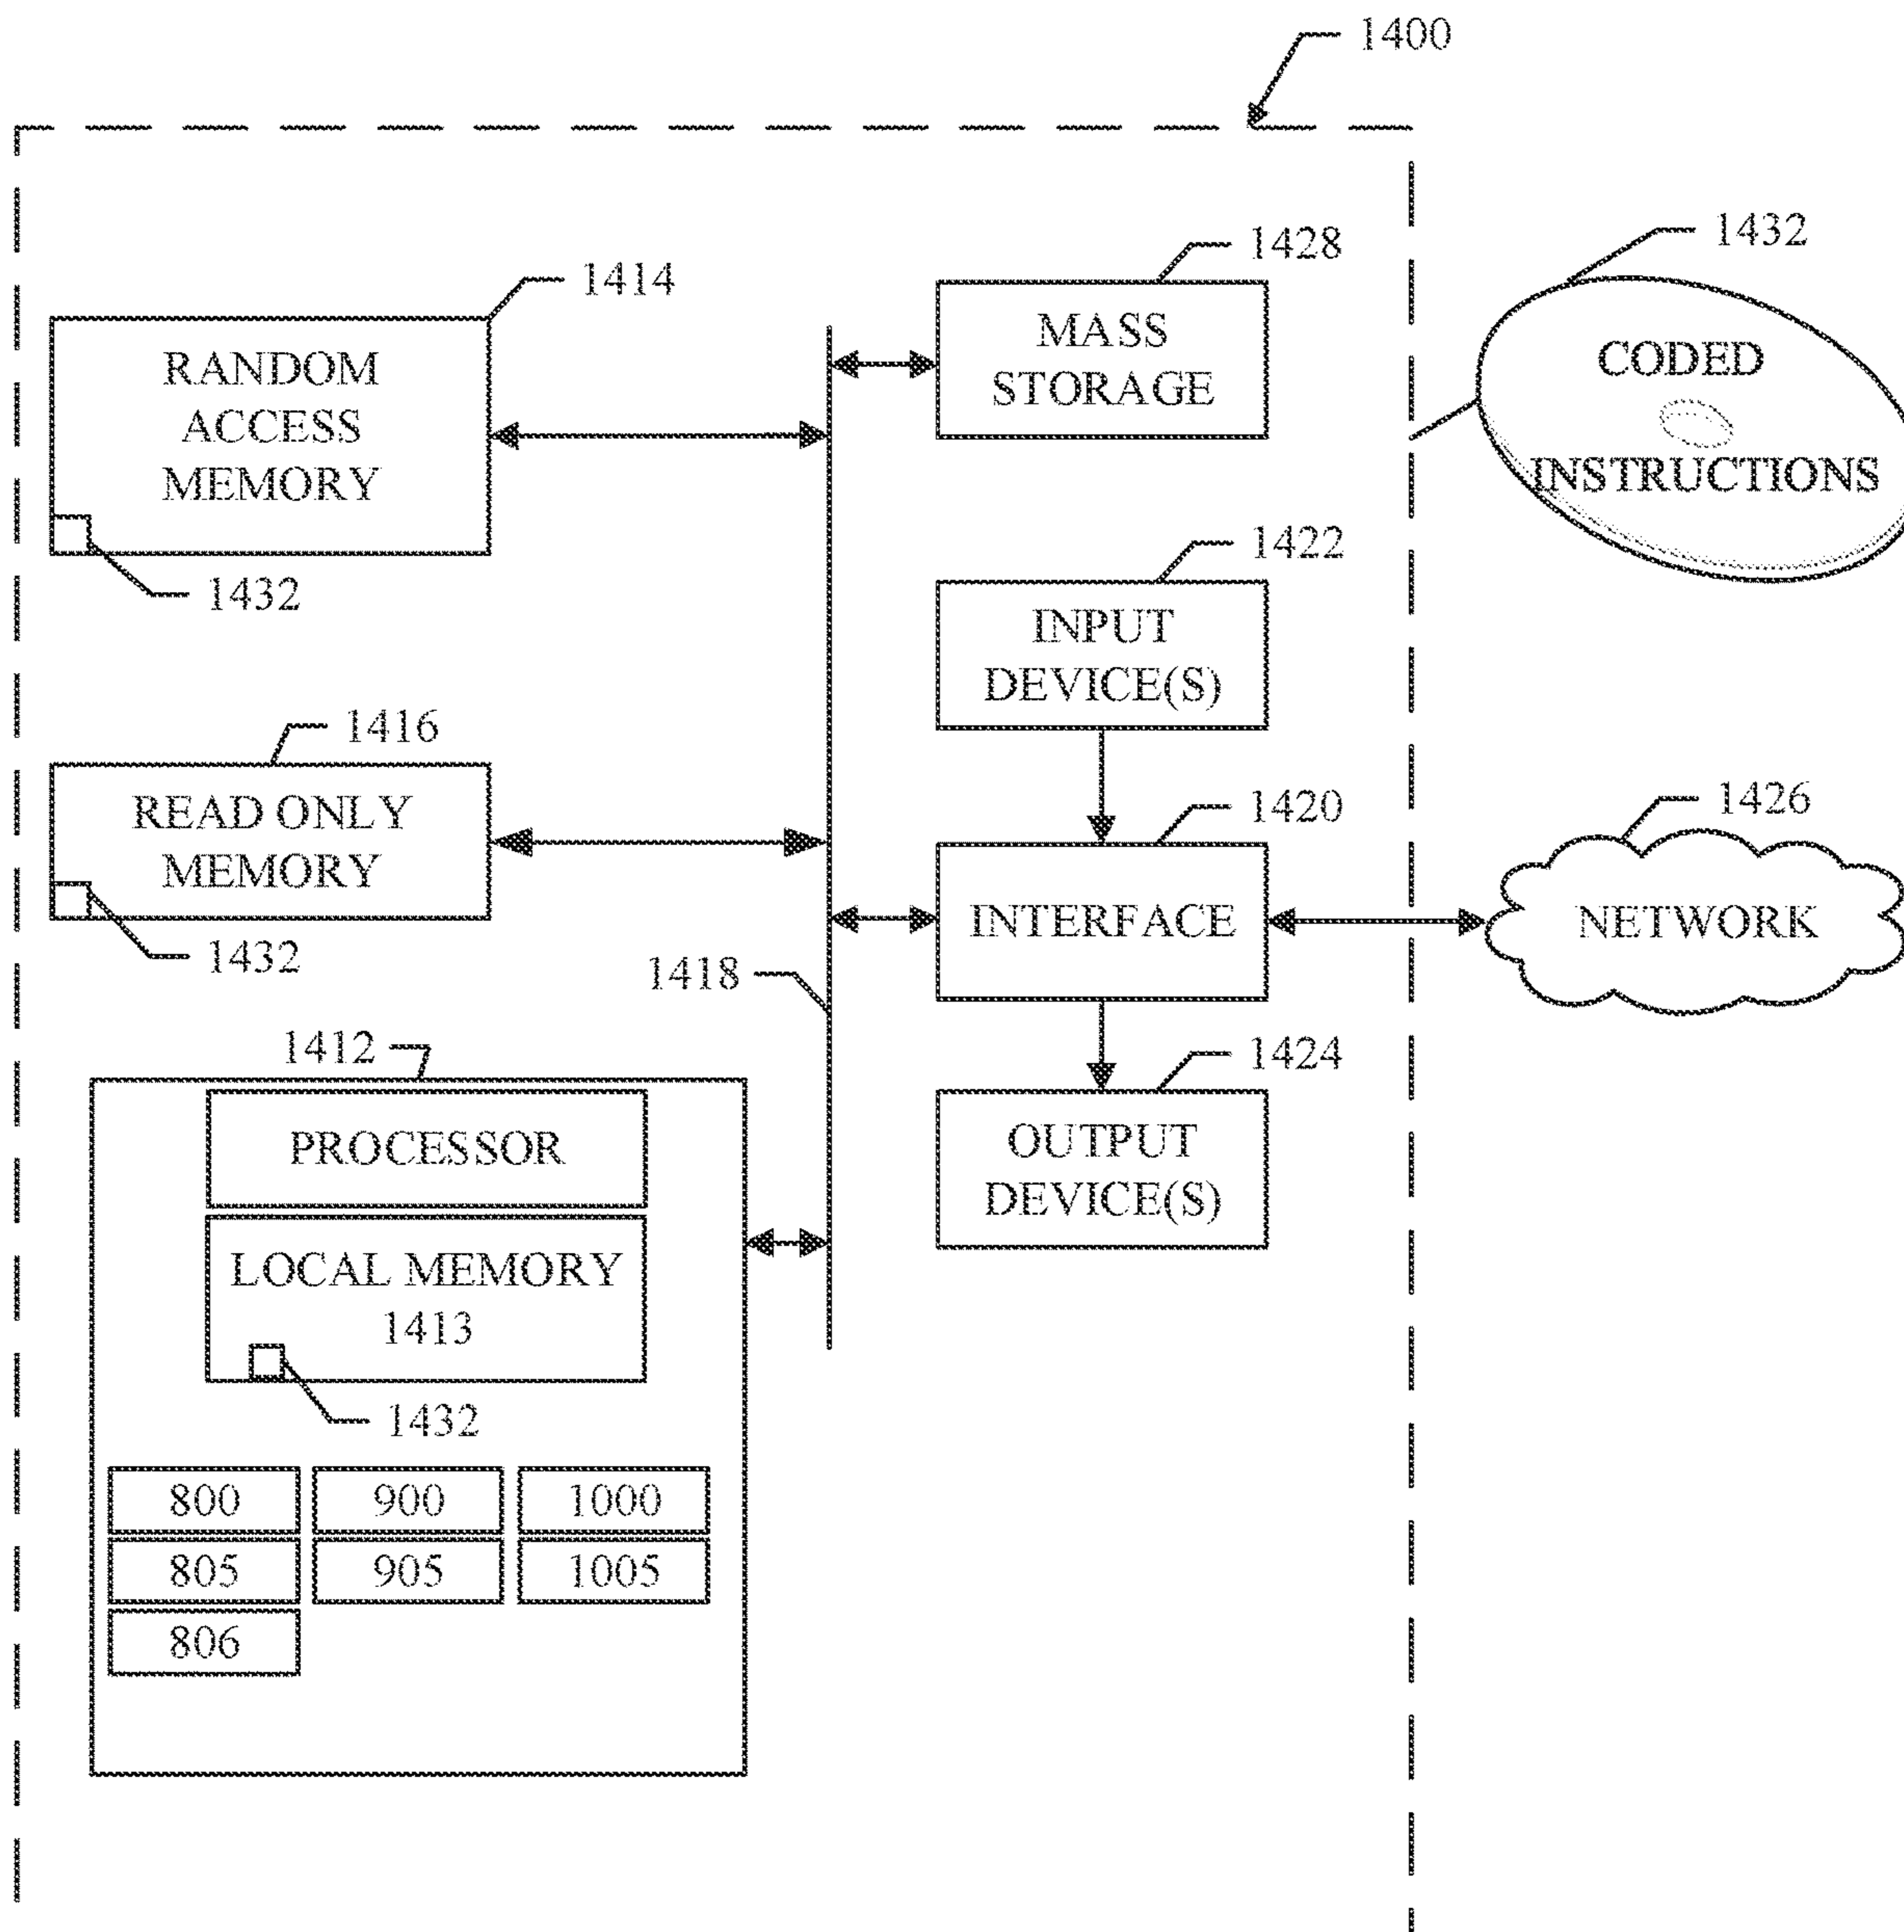 1400
1428
1432
1414
MASS
STORAGE
CODED
INSTRUCTIONS
RANDOM
ACCESS
MEMORY
1432
1422
INPUT
DEVICE(S)
1416
READ ONLY
MEMORY
1432
1420
1426
INTERFACE
NETWORK
1418
1412
1424
PROCESSOR
OUTPUT
DEVICE(S)
LOCAL MEMORY
1413
1432
800
900
1000
805
905
1005
806